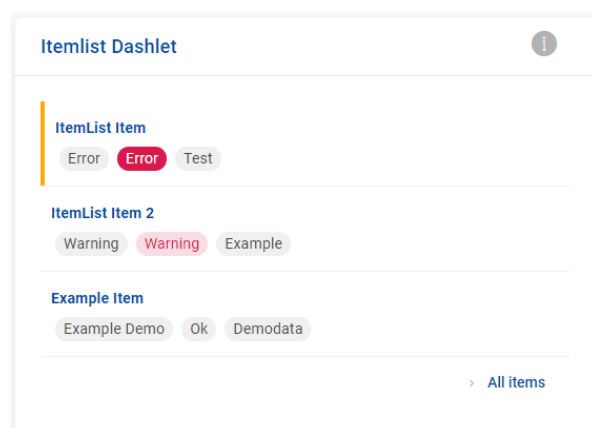 Itemlist Dashlet
i
ItemList Item
Error Error Test
ItemList Item 2
Warning Warning Example
Example Item
Example Demo Ok Demodata
> All items